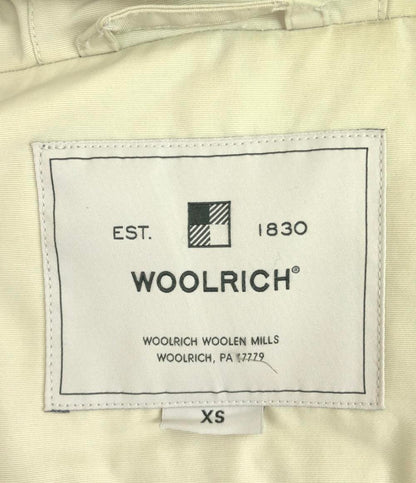 EST. 1830
WOOLRICH®
WOOLRICH WOOLEN MILLS
WOOLRICH, PA 17779
XS